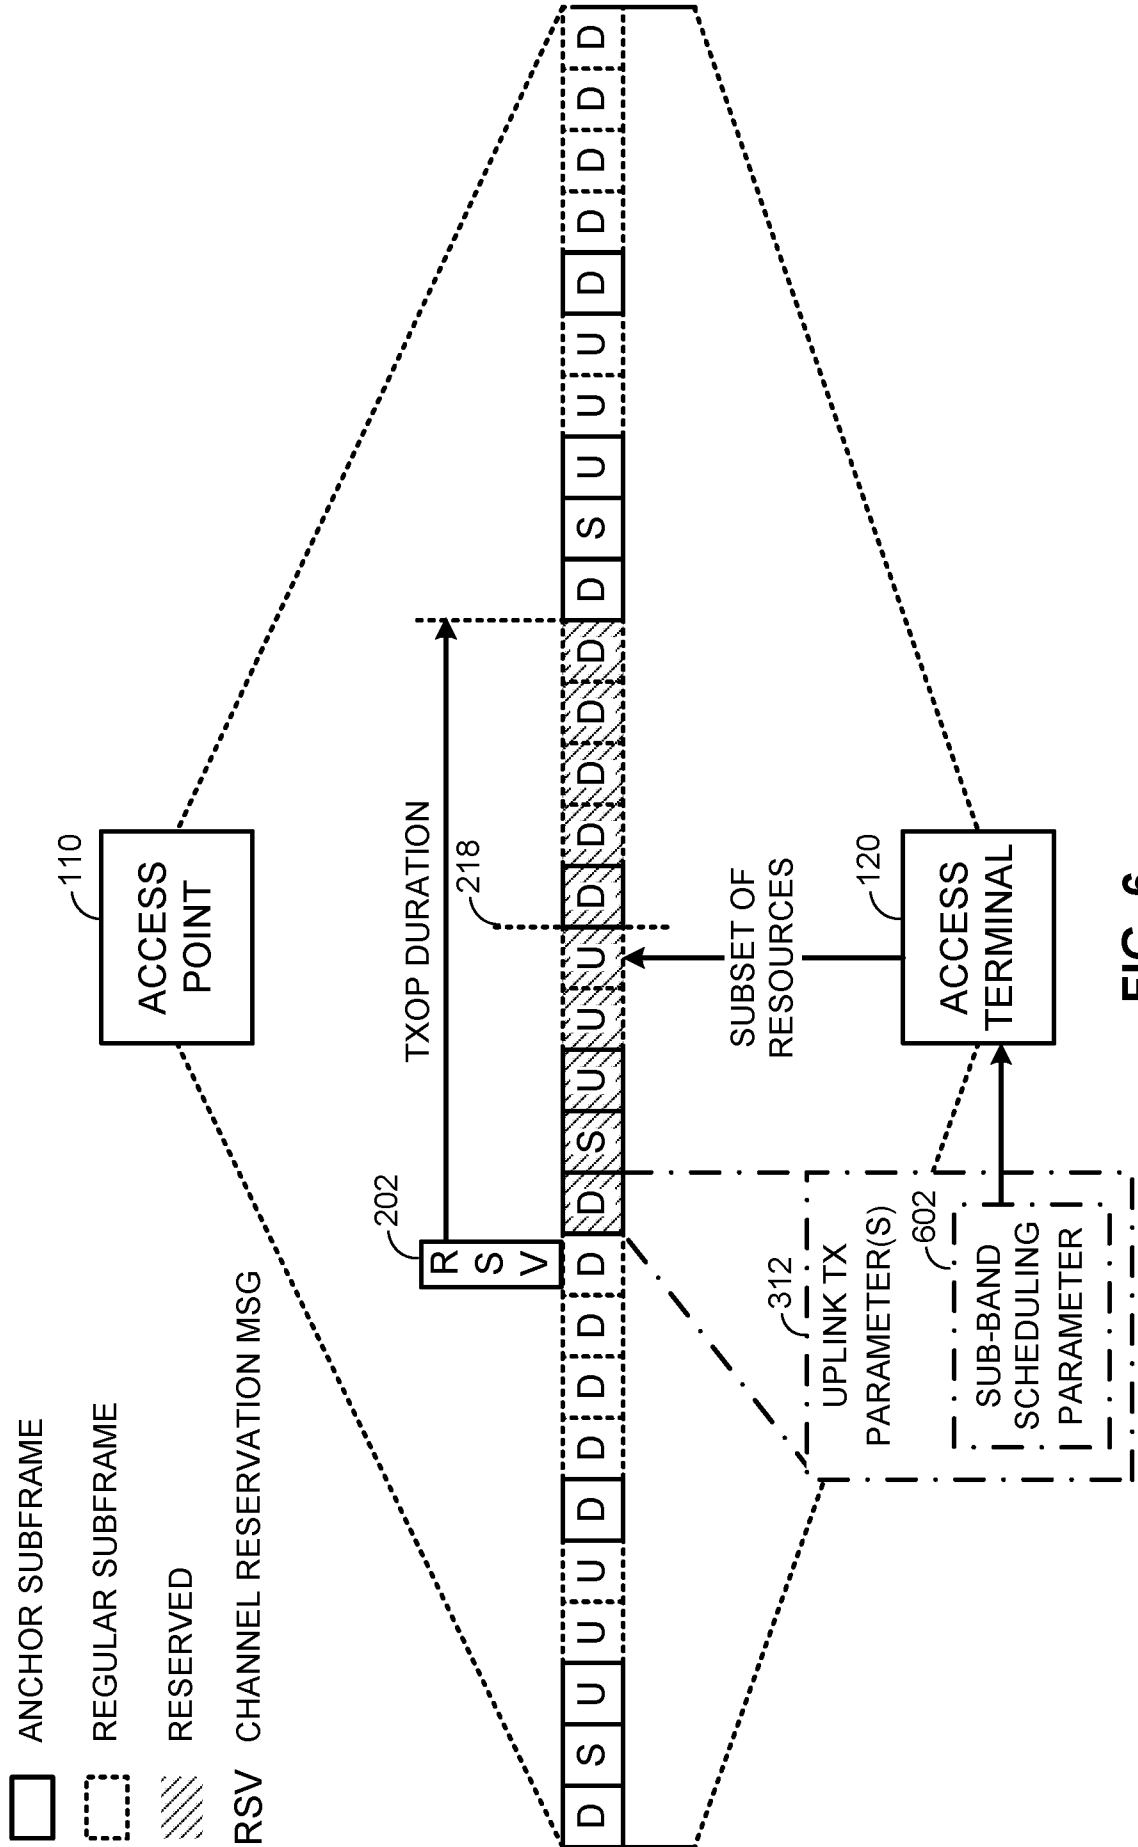 ANCHOR SUBFRAME
REGULAR SUBFRAME
RESERVED
RSV CHANNEL RESERVATION MSG
110
ACCESS
POINT
202
R
S
V
TXOP DURATION
218
D S U U U D D D D D D S U U U D D D D D D S U U U D D D D D
SUBSET OF
RESOURCES
312
UPLINK TX
PARAMETER(S)
602
SUB-BAND
SCHEDULING
PARAMETER
120
ACCESS
TERMINAL
FIG. 6